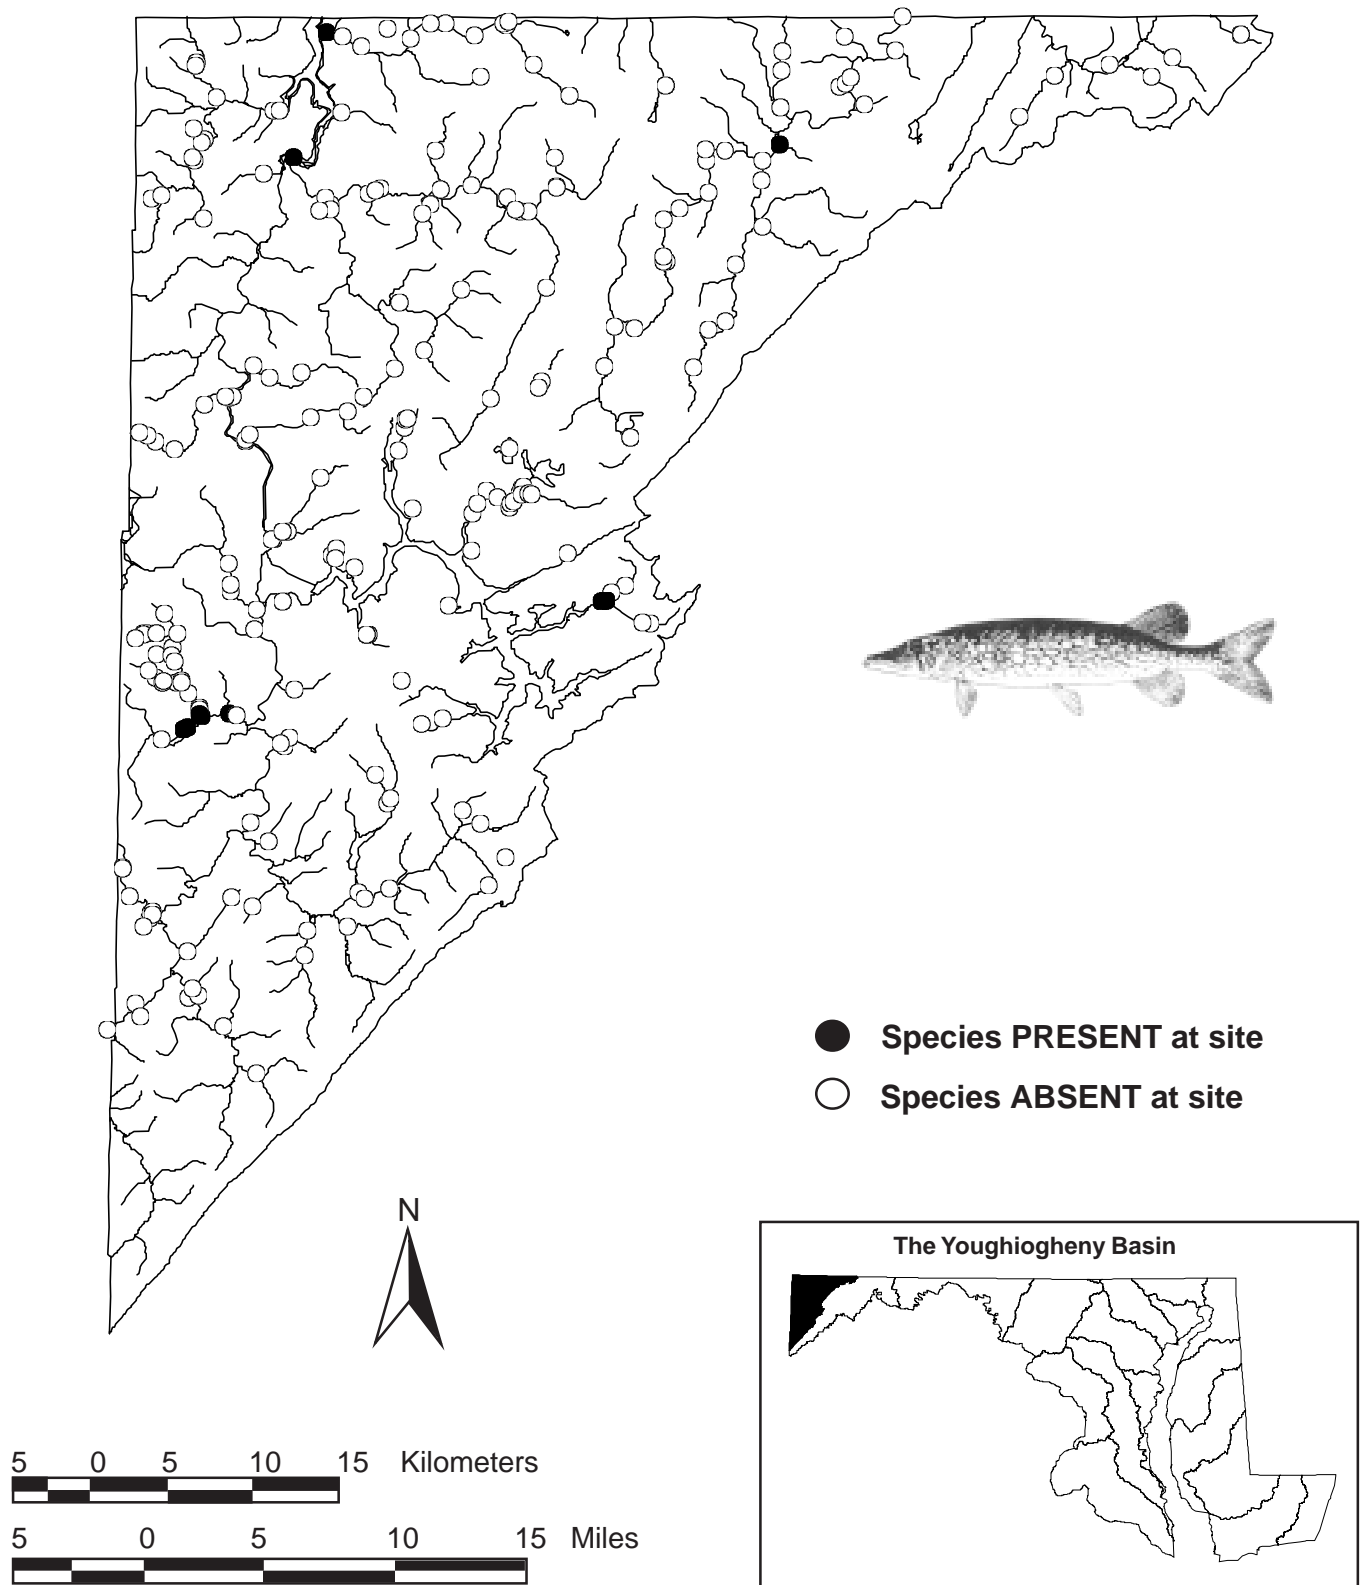 Species PRESENT at site
Species ABSENT at site
N
The Youghiogheny Basin
5 0 5 10 15 Kilometers
5 0 5 10 15 Miles